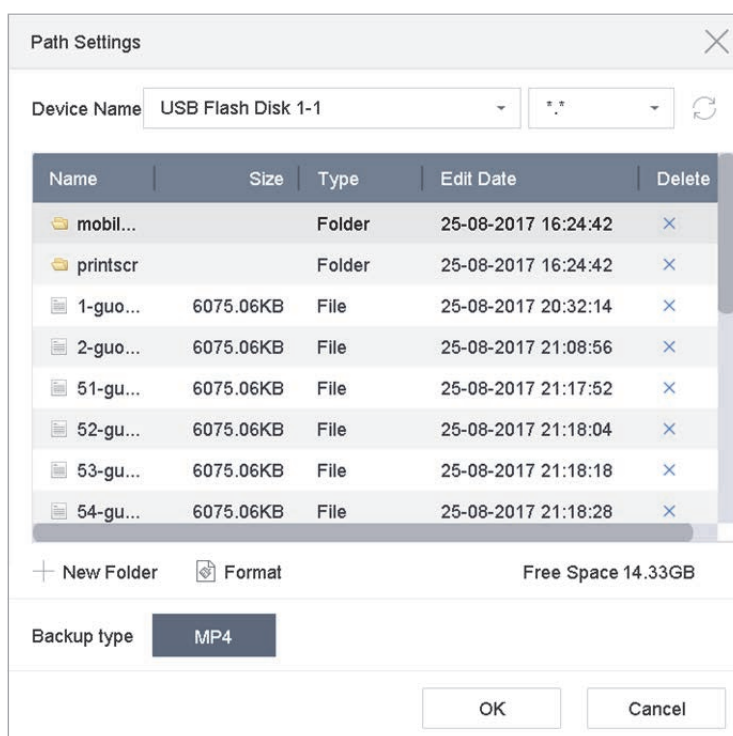 Path Settings
Device Name USB Flash Disk 1-1 *.*
Name Size Type Edit Date Delete
mobil... Folder 25-08-2017 16:24:42
printscr Folder 25-08-2017 16:24:42
1-guo... 6075.06KB File 25-08-2017 20:32:14
2-guo... 6075.06KB File 25-08-2017 21:08:56
51-gu... 6075.06KB File 25-08-2017 21:17:52
52-gu... 6075.06KB File 25-08-2017 21:18:04
53-gu... 6075.06KB File 25-08-2017 21:18:18
54-gu... 6075.06KB File 25-08-2017 21:18:28
New Folder Format Free Space 14.33GB
Backup type MP4
OK Cancel